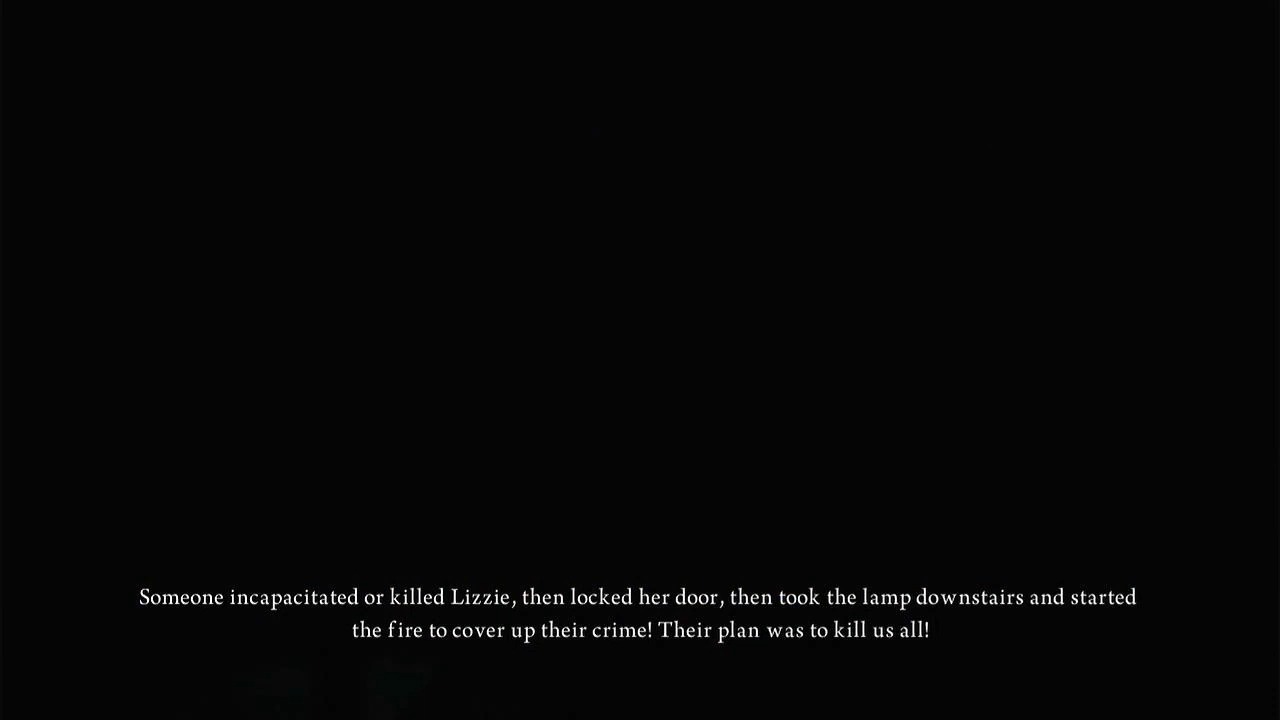 Someone incapacitated or killed Lizzie, then locked her door, then took the lamp downstairs and started
the fire to cover up their crime! Their plan was to kill us all!